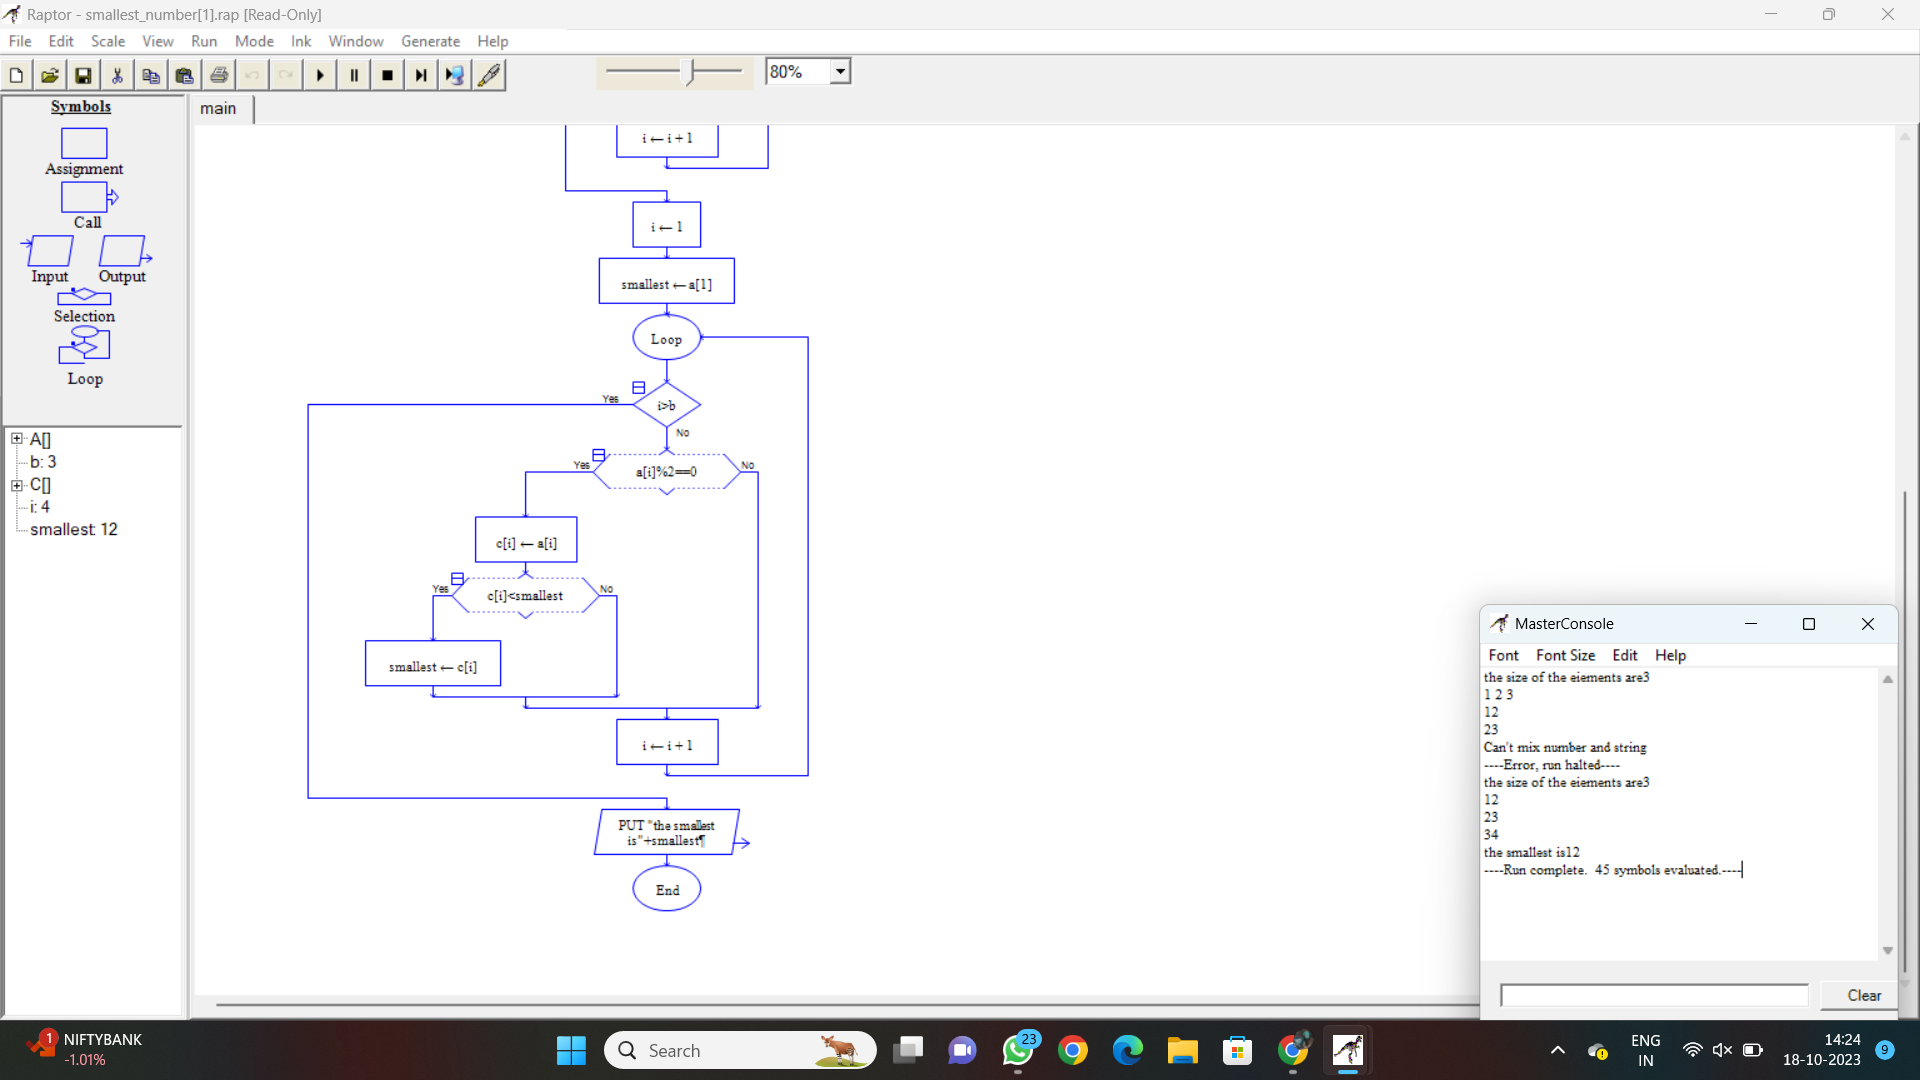 Raptor - smallest_number[1].rap [Read-Only]
File Edit Scale View Run Mode Ink Window Generate Help
80%
Symbols
Assignment
Call
Input Output
Selection
Loop
A[]
b: 3
C[]
i: 4
smallest: 12
main
i ← i + 1
i ← 1
smallest ← a[1]
Loop
Yes
i>b
No
Yes
a[i]%2==0
No
c[i] ← a[i]
Yes
c[i]<smallest
No
smallest ← c[i]
i ← i + 1
PUT "the smallest
is"+smallest¶
End
MasterConsole
Font Font Size Edit Help
the size of the eiements are3
1 2 3
12
23
Can't mix number and string
----Error, run halted----
the size of the eiements are3
12
23
34
the smallest is12
----Run complete.  45 symbols evaluated.----
Clear
1
NIFTYBANK
-1.01%
Search
23
ENG
IN
14:24
18-10-2023
9